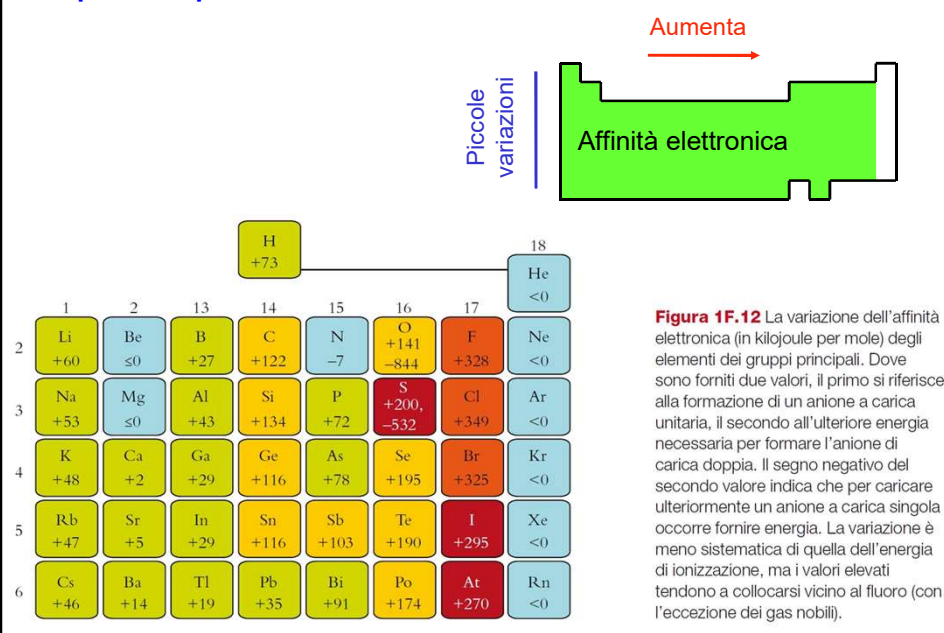 Aumenta
Piccole
variazioni
Affinità elettronica
H
+73
18
He
<0
1 2 13 14 15 16 17
2
Li
+60
Be
≤0
B
+27
C
+122
N
−7
O
+141
−844
F
+328
Ne
<0
3
Na
+53
Mg
≤0
Al
+43
Si
+134
P
+72
S
+200,
−532
Cl
+349
Ar
<0
4
K
+48
Ca
+2
Ga
+29
Ge
+116
As
+78
Se
+195
Br
+325
Kr
<0
5
Rb
+47
Sr
+5
In
+29
Sn
+116
Sb
+103
Te
+190
I
+295
Xe
<0
6
Cs
+46
Ba
+14
Tl
+19
Pb
+35
Bi
+91
Po
+174
At
+270
Rn
<0
Figura 1F.12 La variazione dell'affinità
elettronica (in kilojoule per mole) degli
elementi dei gruppi principali. Dove
sono forniti due valori, il primo si riferisce
alla formazione di un anione a carica
unitaria, il secondo all'ulteriore energia
necessaria per formare l'anione di
carica doppia. Il segno negativo del
secondo valore indica che per caricare
ulteriormente un anione a carica singola
occorre fornire energia. La variazione è
meno sistematica di quella dell'energia
di ionizzazione, ma i valori elevati
tendono a collocarsi vicino al fluoro (con
l'eccezione dei gas nobili).